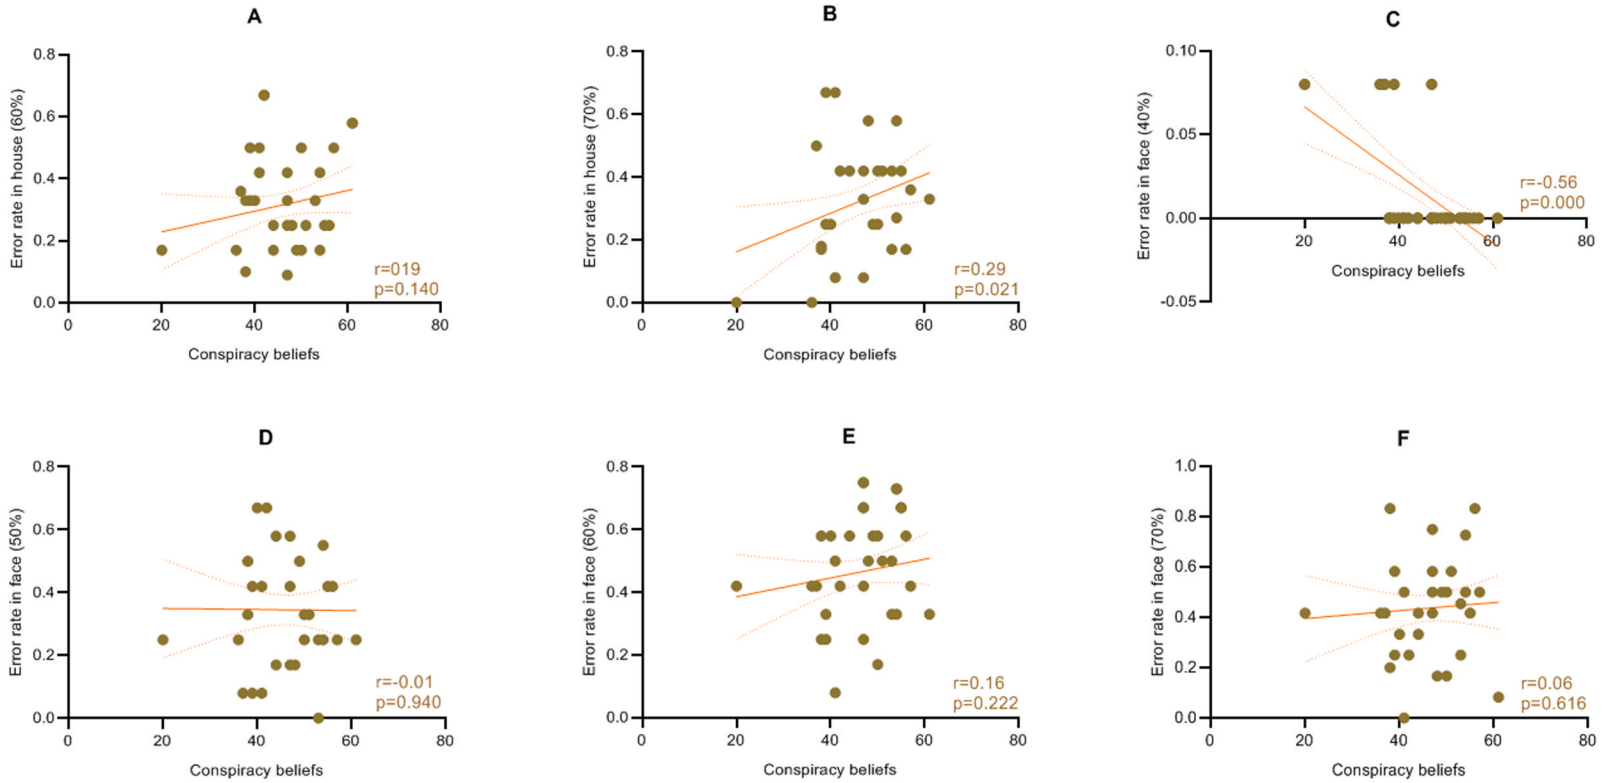 A
Error rate in house (60%)
0.8
0.6
0.4
0.2
0.0
0
20
40
60
80
Conspiracy beliefs
r=019
p=0.140
B
Error rate in house (70%)
0.8
0.6
0.4
0.2
0.0
0
20
40
60
80
Conspiracy beliefs
r=0.29
p=0.021
C
Error rate in face (40%)
0.10
0.05
0.00
-0.05
20
40
60
80
Conspiracy beliefs
r=-0.56
p=0.000
D
Error rate in face (50%)
0.8
0.6
0.4
0.2
0.0
0
20
40
60
80
Conspiracy beliefs
r=-0.01
p=0.940
E
Error rate in face (60%)
0.8
0.6
0.4
0.2
0.0
0
20
40
60
80
Conspiracy beliefs
r=0.16
p=0.222
F
Error rate in face (70%)
1.0
0.8
0.6
0.4
0.2
0.0
0
20
40
60
80
Conspiracy beliefs
r=0.06
p=0.616